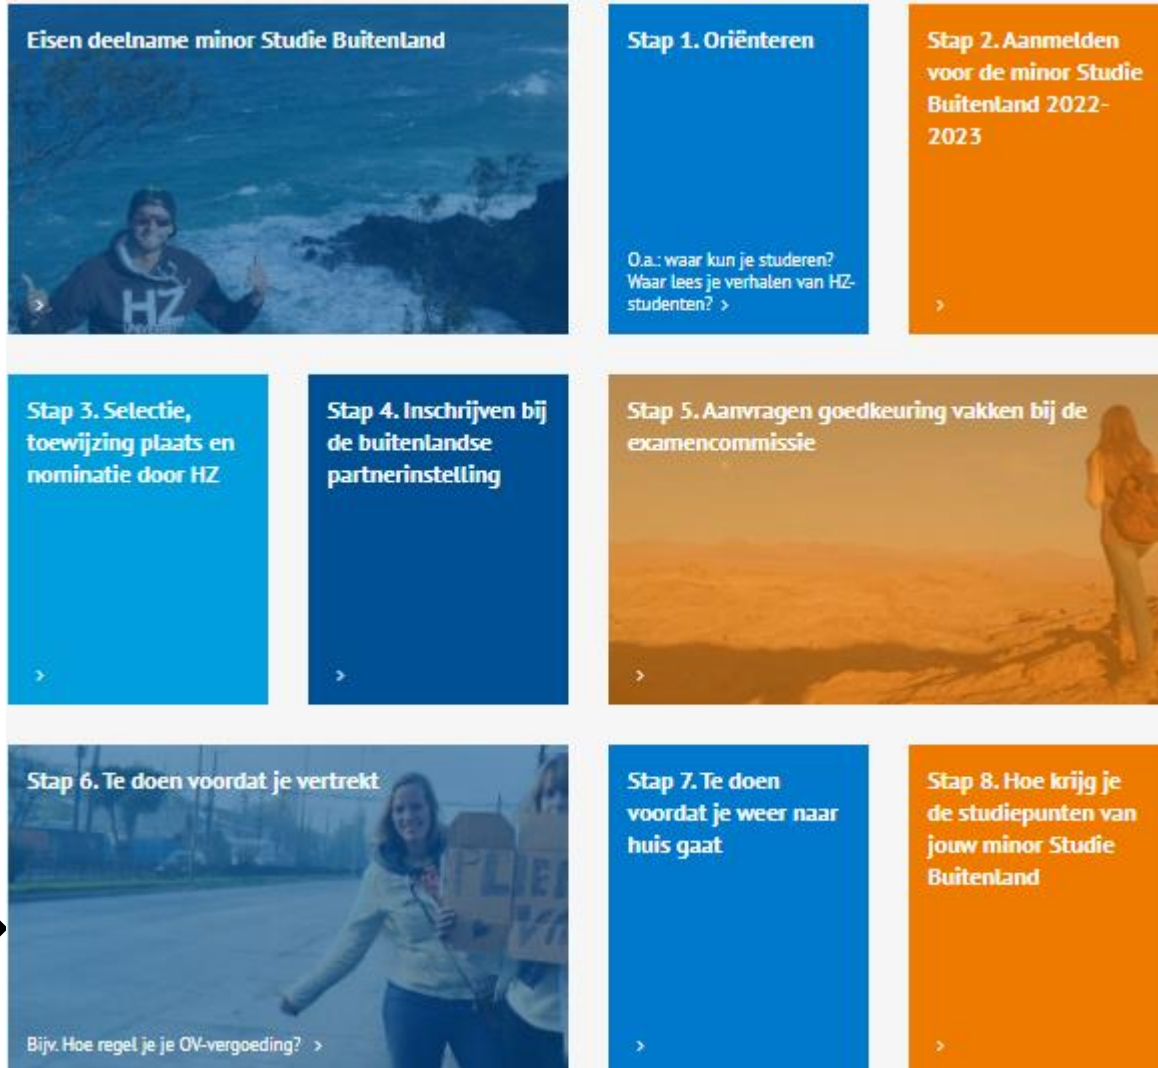 Eisen deelname minor Studie Buitenland
HZ
Stap 1. Oriënteren
O.a.: waar kun je studeren?
Waar lees je verhalen van HZ-
studenten? >
Stap 2. Aanmelden
voor de minor Studie
Buitenland 2022-
2023
Stap 3. Selectie,
toewijzing plaats en
nominatie door HZ
Stap 4. Inschrijven bij
de buitenlandse
partnerinstelling
Stap 5. Aanvragen goedkeuring vakken bij de
examencommissie
Stap 6. Te doen voordat je vertrekt
Bijv. Hoe regel je je OV-vergoeding? >
Stap 7. Te doen
voordat je weer naar
huis gaat
Stap 8. Hoe krijg je
de studiepunten van
jouw minor Studie
Buitenland